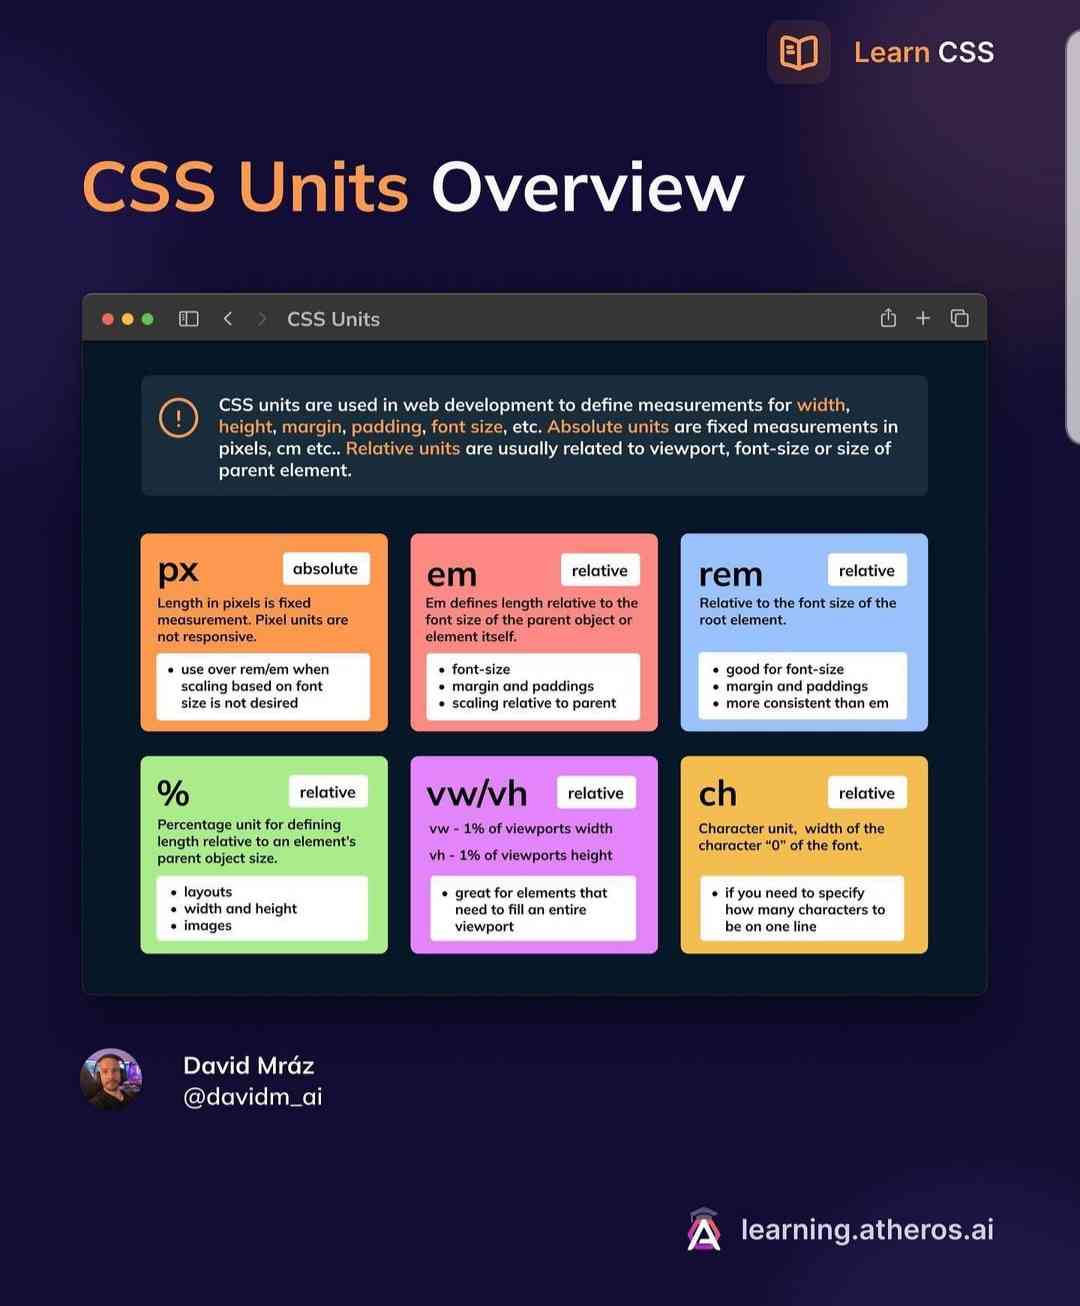 Learn CSS
CSS Units Overview
CSS Units
CSS units are used in web development to define measurements for width,
height, margin, padding, font size, etc. Absolute units are fixed measurements in
pixels, cm etc.. Relative units are usually related to viewport, font-size or size of
parent element.
px
absolute
Length in pixels is fixed
measurement. Pixel units are
not responsive.
• use over rem/em when
scaling based on font
size is not desired
em
relative
Em defines length relative to the
font size of the parent object or
element itself.
• font-size
• margin and paddings
• scaling relative to parent
rem
relative
Relative to the font size of the
root element.
• good for font-size
• margin and paddings
• more consistent than em
%
relative
Percentage unit for defining
length relative to an element's
parent object size.
• layouts
• width and height
• images
vw/vh
relative
vw - 1% of viewports width
vh - 1% of viewports height
• great for elements that
need to fill an entire
viewport
ch
relative
Character unit, width of the
character “0” of the font.
• if you need to specify
how many characters to
be on one line
David Mráz
@davidm_ai
learning.atheros.ai